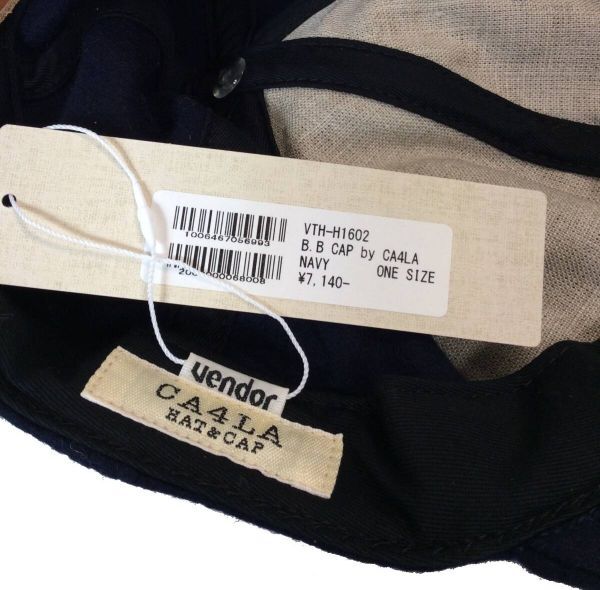 VTH-H1602
B.B CAP by CA4LA
NAVY ONE SIZE
¥7,140-
1006467056993
vendor
CA4LA
HAT&CAP